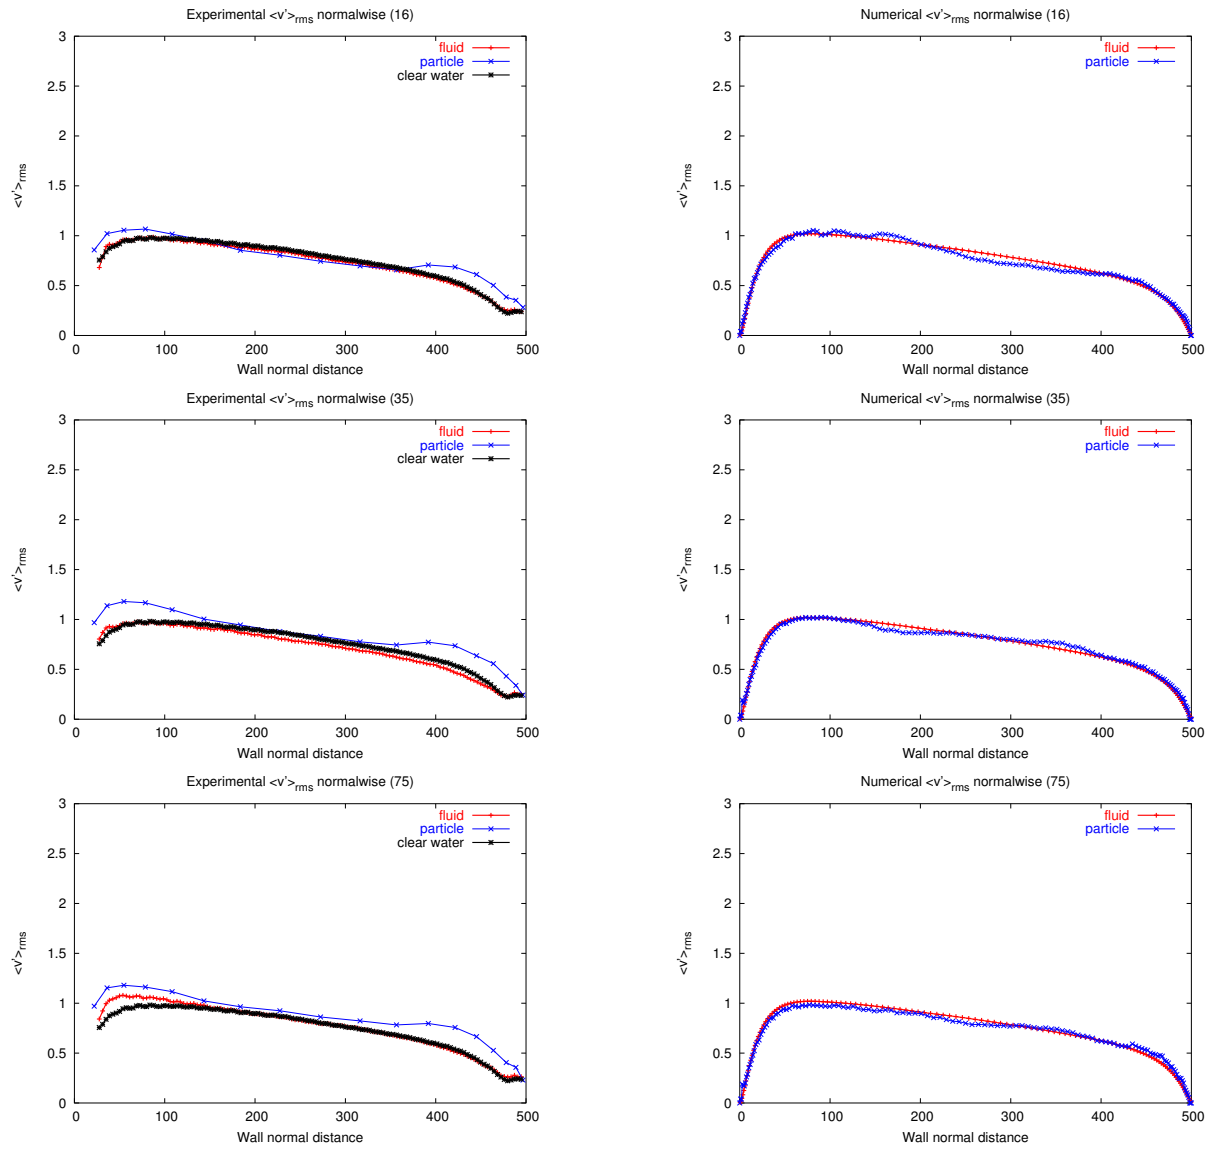 Experimental <v'>rms normalwise (16)
3
2.5
2
1.5
1
0.5
0
<v'>rms
fluid
particle
clear water
0 100 200 300 400 500
Wall normal distance
Numerical <v'>rms normalwise (16)
3
2.5
2
1.5
1
0.5
0
<v'>rms
fluid
particle
0 100 200 300 400 500
Wall normal distance
Experimental <v'>rms normalwise (35)
3
2.5
2
1.5
1
0.5
0
<v'>rms
fluid
particle
clear water
0 100 200 300 400 500
Wall normal distance
Numerical <v'>rms normalwise (35)
3
2.5
2
1.5
1
0.5
0
<v'>rms
fluid
particle
0 100 200 300 400 500
Wall normal distance
Experimental <v'>rms normalwise (75)
3
2.5
2
1.5
1
0.5
0
<v'>rms
fluid
particle
clear water
0 100 200 300 400 500
Wall normal distance
Numerical <v'>rms normalwise (75)
3
2.5
2
1.5
1
0.5
0
<v'>rms
fluid
particle
0 100 200 300 400 500
Wall normal distance